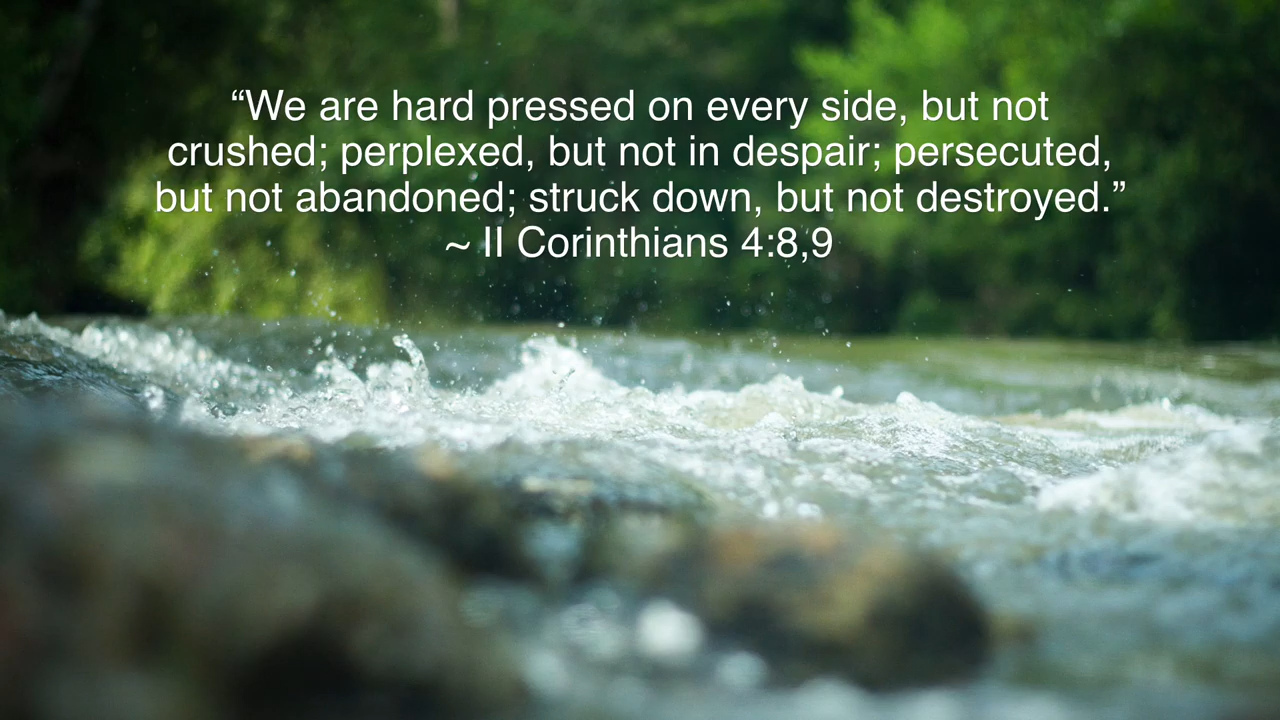 “We are hard pressed on every side, but not
crushed; perplexed, but not in despair; persecuted,
but not abandoned; struck down, but not destroyed.”
~ II Corinthians 4:8,9